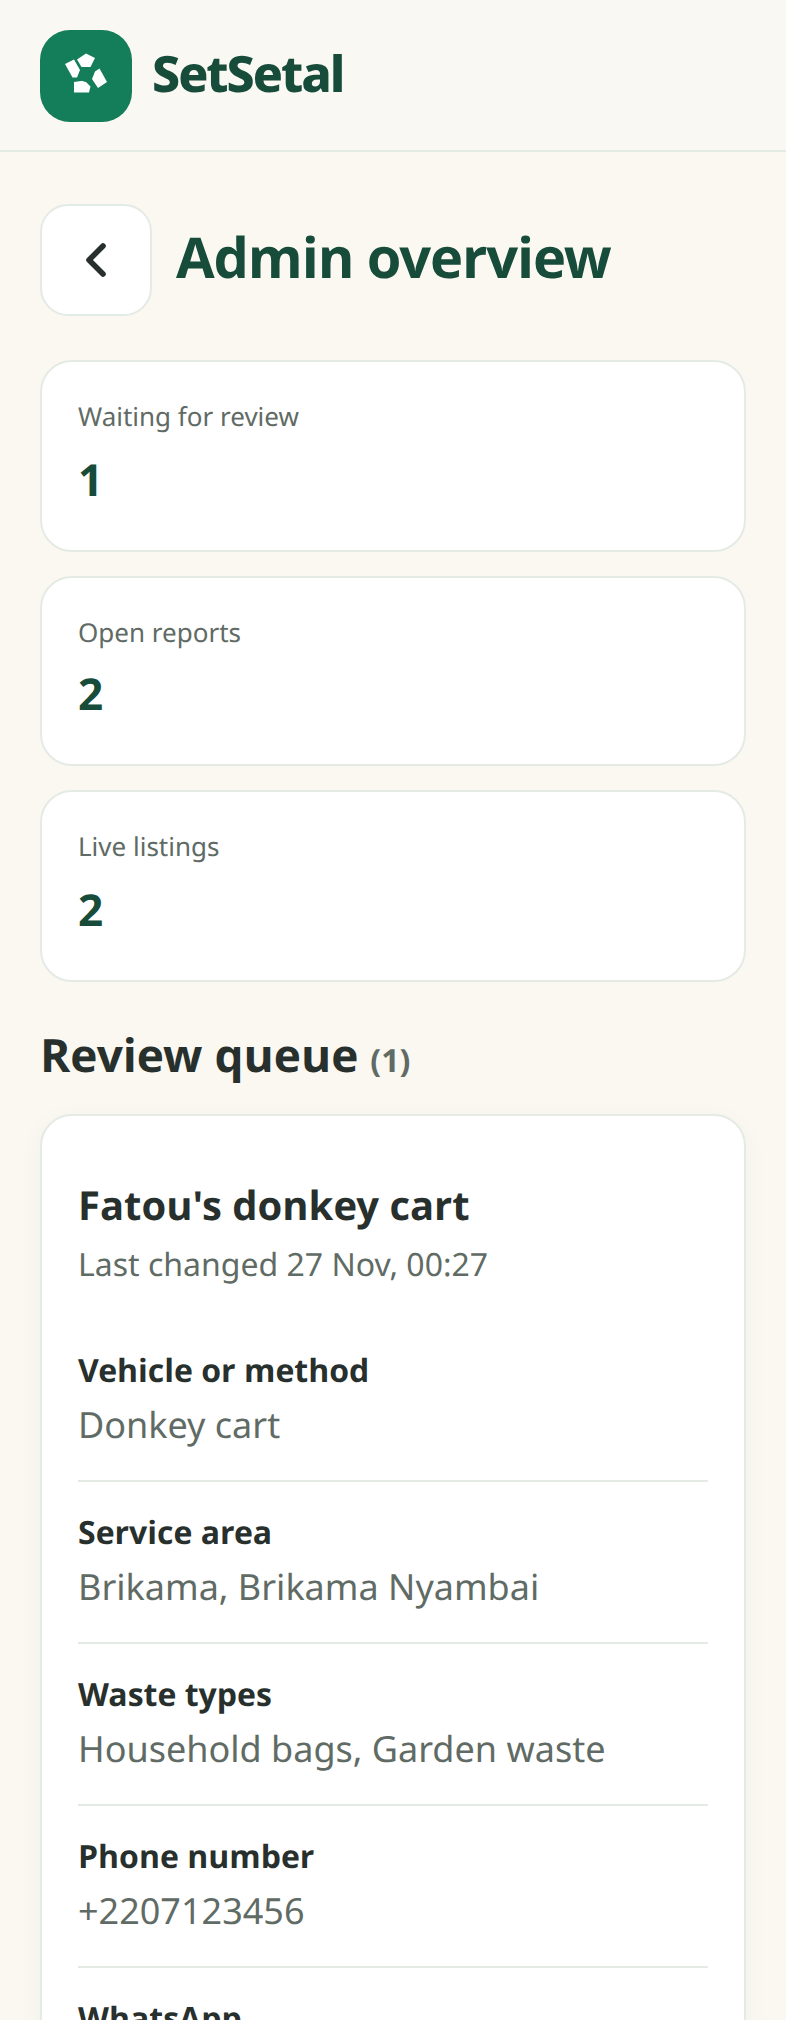 SetSetal
Admin overview
Waiting for review
1
Open reports
2
Live listings
2
Review queue (1)
Fatou's donkey cart
Last changed 27 Nov, 00:27
Vehicle or method
Donkey cart
Service area
Brikama, Brikama Nyambai
Waste types
Household bags, Garden waste
Phone number
+2207123456
WhatsApp